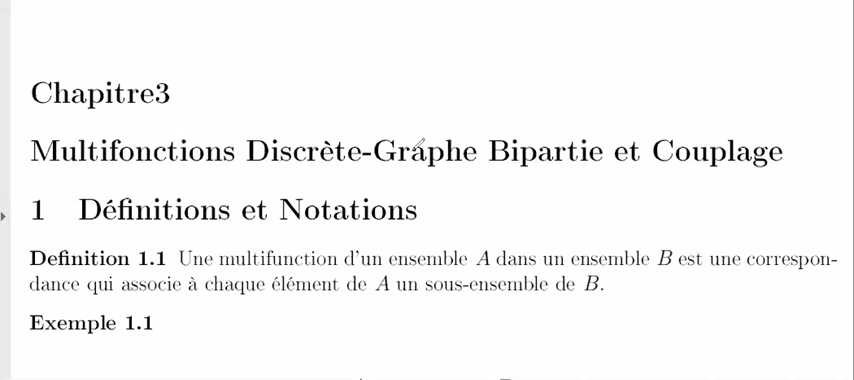 Chapitre3
Multifonctions Discrète-Graphe Bipartie et Couplage
1 Définitions et Notations
Definition 1.1 Une multifunction d'un ensemble A dans un ensemble B est une correspon-
dance qui associe à chaque élément de A un sous-ensemble de B.
Exemple 1.1